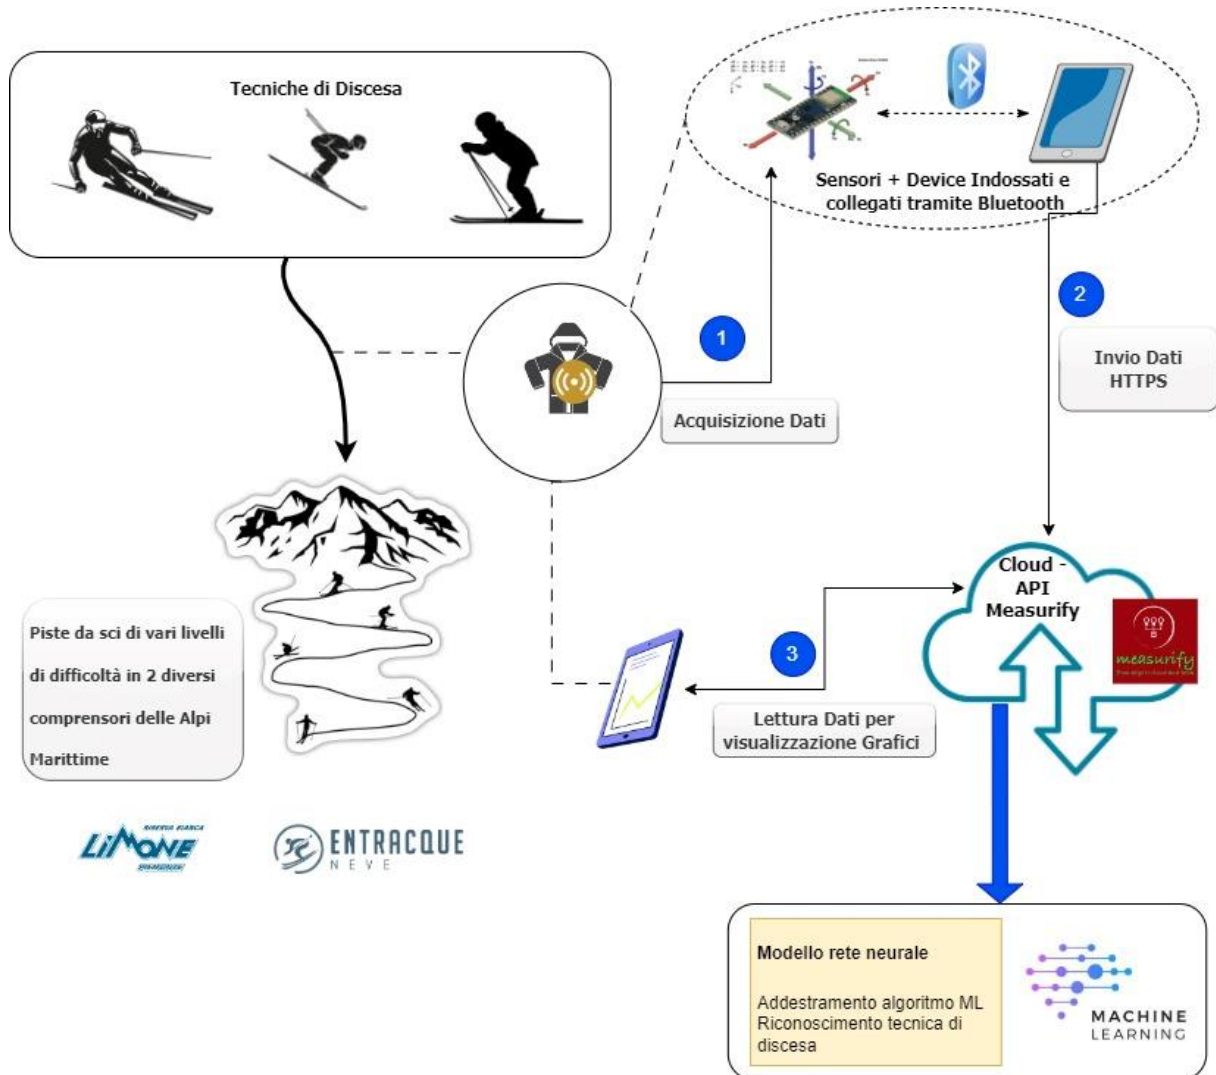 Tecniche di Discesa
Sensori + Device Indossati e
collegati tramite Bluetooth
1
2
Invio Dati
HTTPS
Acquisizione Dati
Cloud -
API
Measurify
measurify
Piste da sci di vari livelli
di difficoltà in 2 diversi
comprensori delle Alpi
Marittime
3
Lettura Dati per
visualizzazione Grafici
RISERVA BIANCA
LIMONE
ENTRACQUE
NEVE
Modello rete neurale
Addestramento algoritmo ML
Riconoscimento tecnica di
discesa
MACHINE
LEARNING